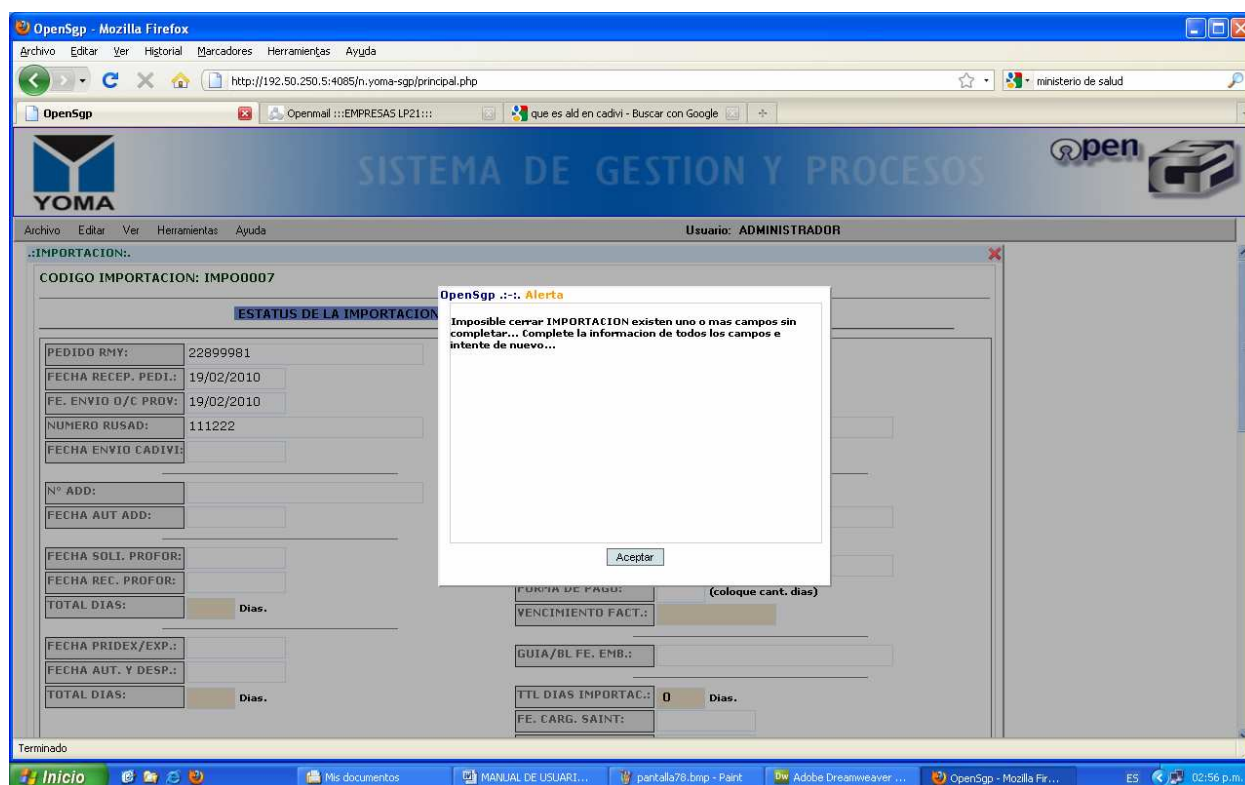 OpenSgp - Mozilla Firefox
Archivo Editar Ver Historial Marcadores Herramientas Ayuda
http://192.50.250.5:4085/n.yoma-sgp/principal.php
ministerio de salud
OpenSgp
Openmail :::EMPRESAS LP21:::
que es ald en cadivi - Buscar con Google
YOMA
SISTEMA DE GESTION Y PROCESOS
Open
Archivo Editar Ver Herramientas Ayuda
Usuario: ADMINISTRADOR
.:IMPORTACION:.
CODIGO IMPORTACION: IMPO0007
ESTATUS DE LA IMPORTACION
OpenSgp .:-:. Alerta
Imposible cerrar IMPORTACION existen uno o mas campos sin
completar... Complete la informacion de todos los campos e
intente de nuevo...
Aceptar
PEDIDO RMY: 22899981
FECHA RECEP. PEDI.: 19/02/2010
FE. ENVIO O/C PROV: 19/02/2010
NUMERO RUSAD: 111222
FECHA ENVIO CADIVI:
N° ADD:
FECHA AUT ADD:
FECHA SOLI. PROFOR:
FECHA REC. PROFOR:
TOTAL DIAS: Dias.
FECHA PRIDEX/EXP.:
FECHA AUT. Y DESP.:
TOTAL DIAS: Dias.
FORMA DE PAGO: (coloque cant. dias)
VENCIMIENTO FACT.:
GUIA/BL FE. EMB.:
TTL DIAS IMPORTAC.: 0 Dias.
FE. CARG. SAINT:
Terminado
Inicio
Mis documentos
MANUAL DE USUARI...
pantalla78.bmp - Paint
Adobe Dreamweaver ...
OpenSgp - Mozilla Fir...
ES
02:56 p.m.